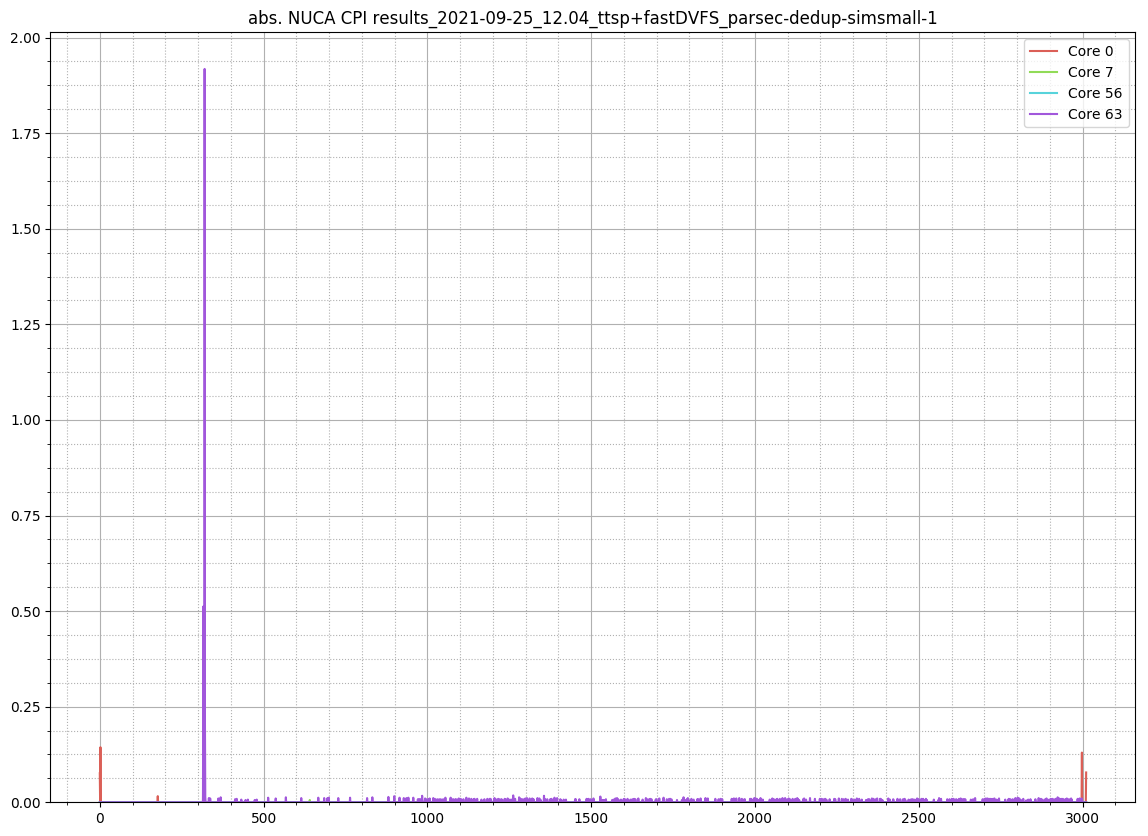 abs. NUCA CPI results_2021-09-25_12.04_ttsp+fastDVFS_parsec-dedup-simsmall-1
2.00
1.75
1.50
1.25
1.00
0.75
0.50
0.25
0.00
Core 0
Core 7
Core 56
Core 63
0 500 1000 1500 2000 2500 3000